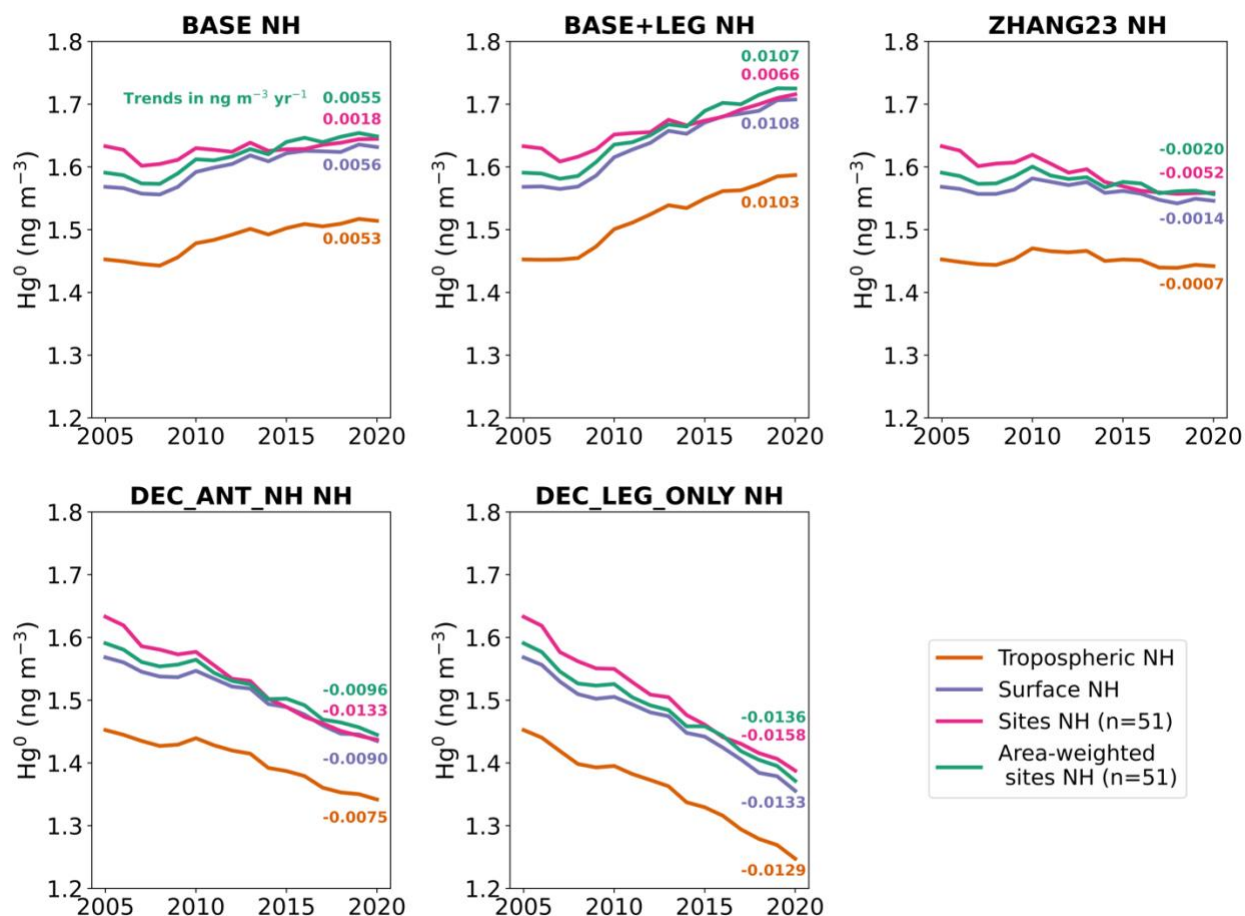 BASE NH
1.8
1.7
1.6
1.5
1.4
1.3
1.2
Hg⁰ (ng m⁻³)
Trends in ng m⁻³ yr⁻¹
0.0055
0.0018
0.0056
0.0053
2005 2010 2015 2020
BASE+LEG NH
1.8
1.7
1.6
1.5
1.4
1.3
1.2
Hg⁰ (ng m⁻³)
0.0107
0.0066
0.0108
0.0103
2005 2010 2015 2020
ZHANG23 NH
1.8
1.7
1.6
1.5
1.4
1.3
1.2
Hg⁰ (ng m⁻³)
-0.0020
-0.0052
-0.0014
-0.0007
2005 2010 2015 2020
DEC_ANT_NH NH
1.8
1.7
1.6
1.5
1.4
1.3
1.2
Hg⁰ (ng m⁻³)
-0.0096
-0.0133
-0.0090
-0.0075
2005 2010 2015 2020
DEC_LEG_ONLY NH
1.8
1.7
1.6
1.5
1.4
1.3
1.2
Hg⁰ (ng m⁻³)
-0.0136
-0.0158
-0.0133
-0.0129
2005 2010 2015 2020
Tropospheric NH
Surface NH
Sites NH (n=51)
Area-weighted
sites NH (n=51)